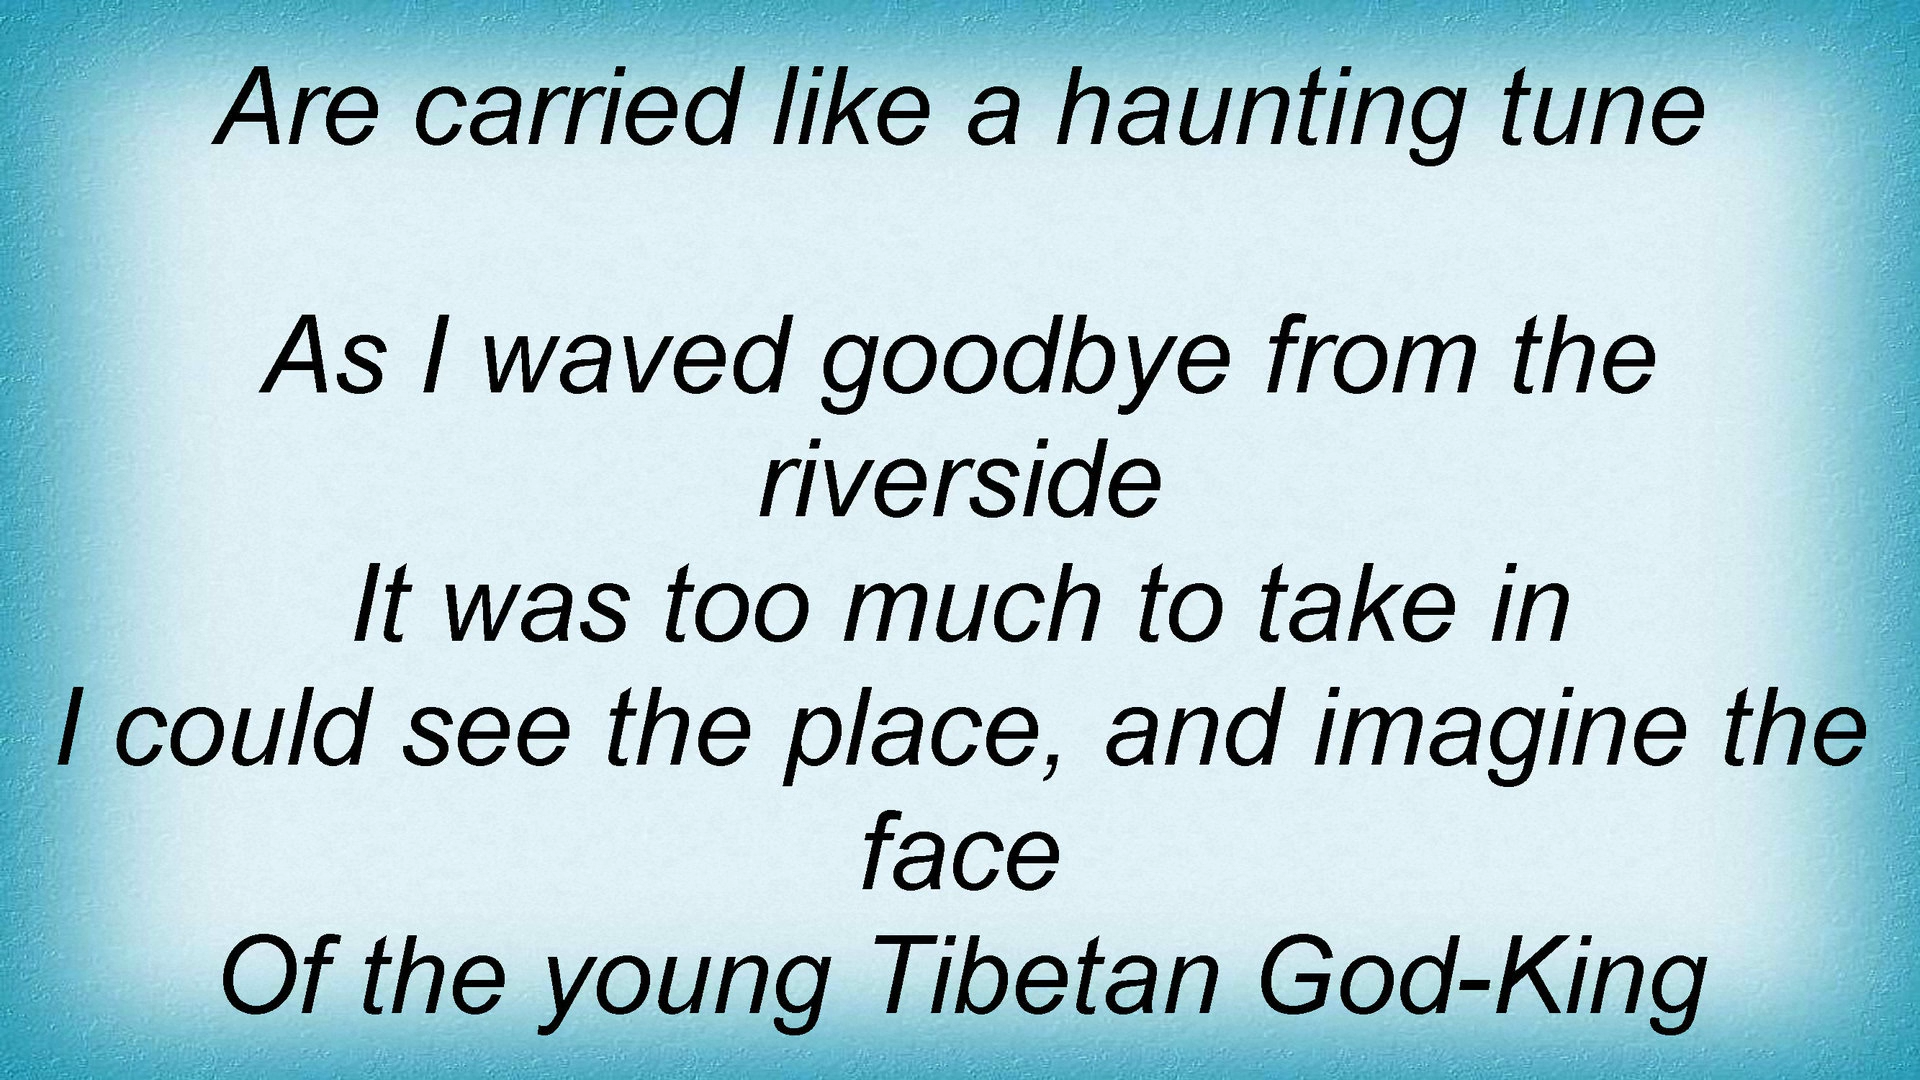 Are carried like a haunting tune
As I waved goodbye from the
riverside
It was too much to take in
I could see the place, and imagine the
face
Of the young Tibetan God-King